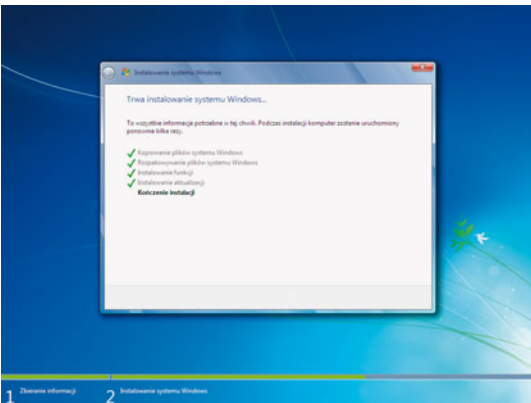 Instalowanie systemu Windows
Trwa instalowanie systemu Windows...
To wszystkie informacje potrzebne w tej chwili. Podczas instalacji komputer zostanie uruchomiony
ponownie kilka razy.
Kopiowanie plików systemu Windows
Rozpakowywanie plików systemu Windows
Instalowanie funkcji
Instalowanie aktualizacji
Kończenie instalacji
1 Zbieranie informacji
2 Instalowanie systemu Windows